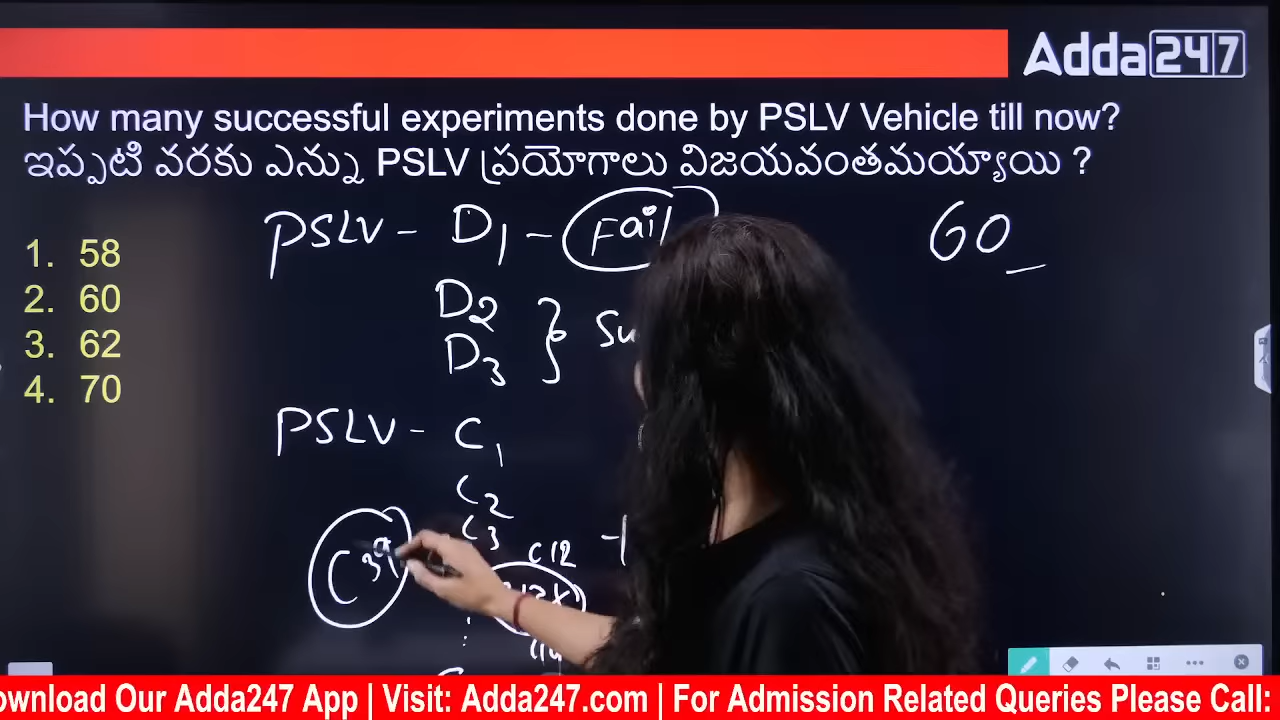 Adda247
How many successful experiments done by PSLV Vehicle till now?
ఇప్పటి వరకు ఎన్ను PSLV ప్రయోగాలు విజయవంతమయ్యాయి ?
PSLV - D1 - Fail
60
1. 58
2. 60
3. 62
4. 70
D2
D3
PSLV - C1
C2
C3
C12
C39
ownload Our Adda247 App | Visit: Adda247.com | For Admission Related Queries Please Call: